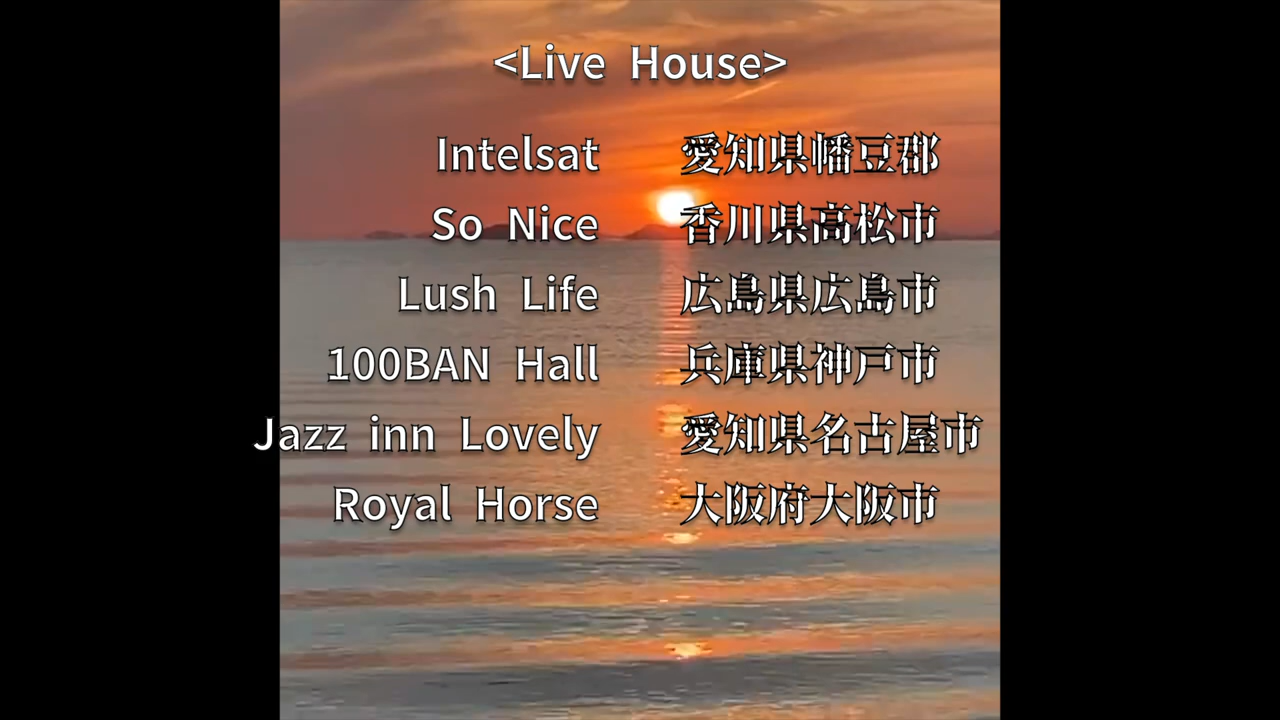 <Live House>
Intelsat 愛知県幡豆郡
So Nice 香川県高松市
Lush Life 広島県広島市
100BAN Hall 兵庫県神戸市
Jazz inn Lovely 愛知県名古屋市
Royal Horse 大阪府大阪市